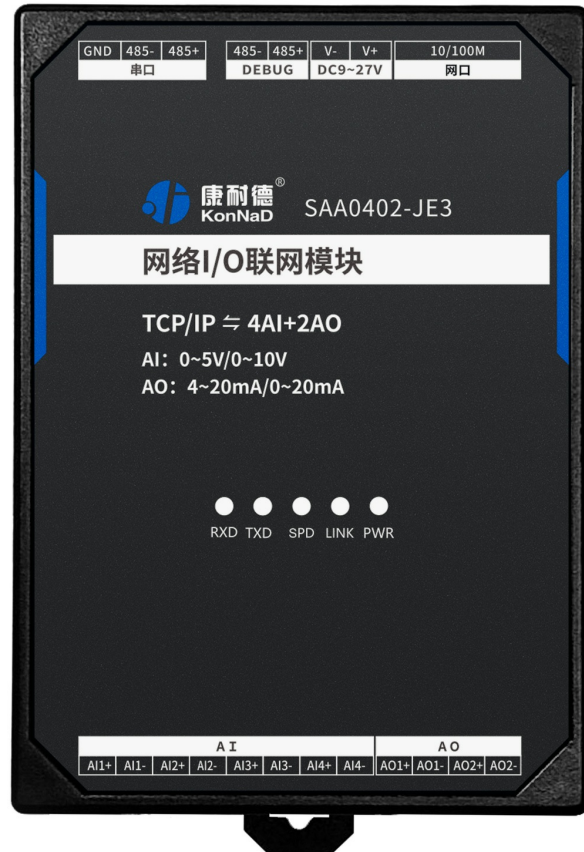 GND 485- 485+ 485- 485+ V- V+ 10/100M
串口 DEBUG DC9~27V 网口
康耐德®
KonNaD SAA0402-JE3
网络I/O联网模块
TCP/IP ⇋ 4AI+2AO
AI: 0~5V/0~10V
AO: 4~20mA/0~20mA
RXD TXD SPD LINK PWR
AI AO
AI1+ AI1- AI2+ AI2- AI3+ AI3- AI4+ AI4- AO1+ AO1- AO2+ AO2-